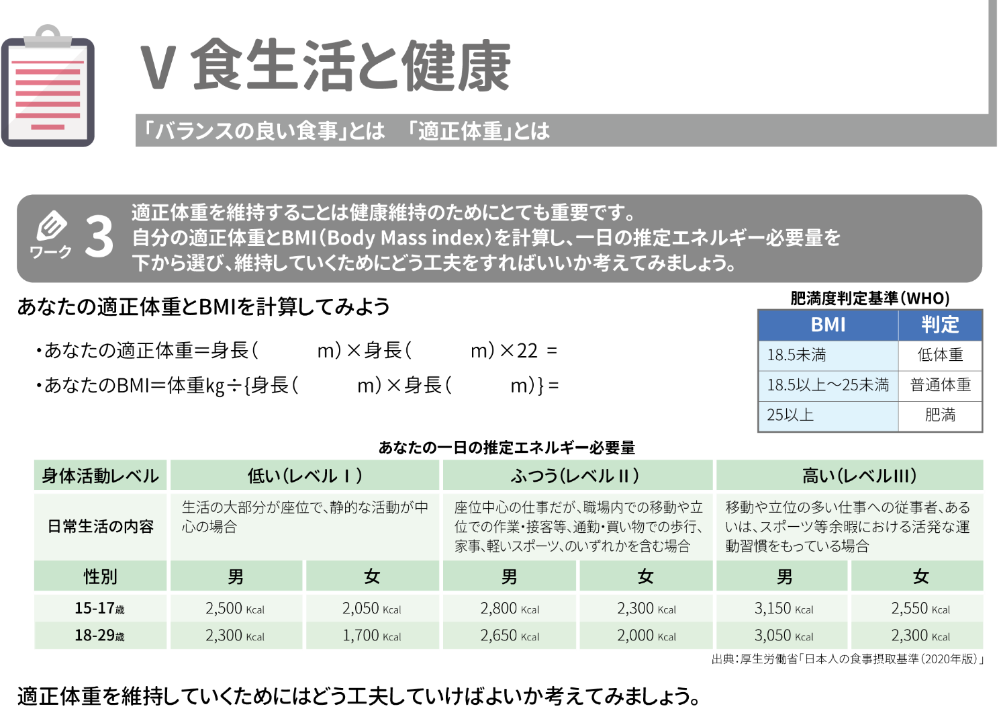 V 食生活と健康
「バランスの良い食事」とは 「適正体重」とは
ワーク 3
適正体重を維持することは健康維持のためにとても重要です。
自分の適正体重とBMI（Body Mass index）を計算し、一日の推定エネルギー必要量を
下から選び、維持していくためにどう工夫をすればいいか考えてみましょう。
あなたの適正体重とBMIを計算してみよう
・あなたの適正体重＝身長（ m）×身長（ m）×22 =
・あなたのBMI＝体重kg÷{身長（ m）×身長（ m）} =
肥満度判定基準（WHO）
BMI 判定
18.5未満 低体重
18.5以上～25未満 普通体重
25以上 肥満
あなたの一日の推定エネルギー必要量
身体活動レベル 低い（レベルⅠ） ふつう（レベルⅡ） 高い（レベルⅢ）
日常生活の内容
生活の大部分が座位で、静的な活動が中
心の場合
座位中心の仕事だが、職場内での移動や立
位での作業・接客等、通勤・買い物での歩行、
家事、軽いスポーツ、のいずれかを含む場合
移動や立位の多い仕事への従事者、ある
いは、スポーツ等余暇における活発な運
動習慣をもっている場合
性別 男 女 男 女 男 女
15-17歳 2,500 Kcal 2,050 Kcal 2,800 Kcal 2,300 Kcal 3,150 Kcal 2,550 Kcal
18-29歳 2,300 Kcal 1,700 Kcal 2,650 Kcal 2,000 Kcal 3,050 Kcal 2,300 Kcal
出典：厚生労働省「日本人の食事摂取基準（2020年版）」
適正体重を維持していくためにはどう工夫していけばよいか考えてみましょう。